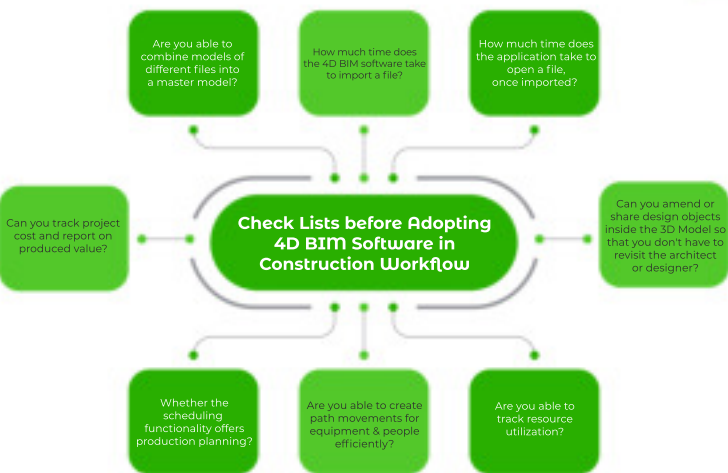 Are you able to
combine models of
different files into
a master model?
How much time does
the 4D BIM software take
to import a file?
How much time does
the application take to
open a file,
once imported?
Can you track project
cost and report on
produced value?
Check Lists before Adopting
4D BIM Software in
Construction Workflow
Can you amend or
share design objects
inside the 3D Model so
that you don't have to
revisit the architect
or designer?
Whether the
scheduling
functionality offers
production planning?
Are you able to create
path movements for
equipment & people
efficiently?
Are you able to
track resource
utilization?